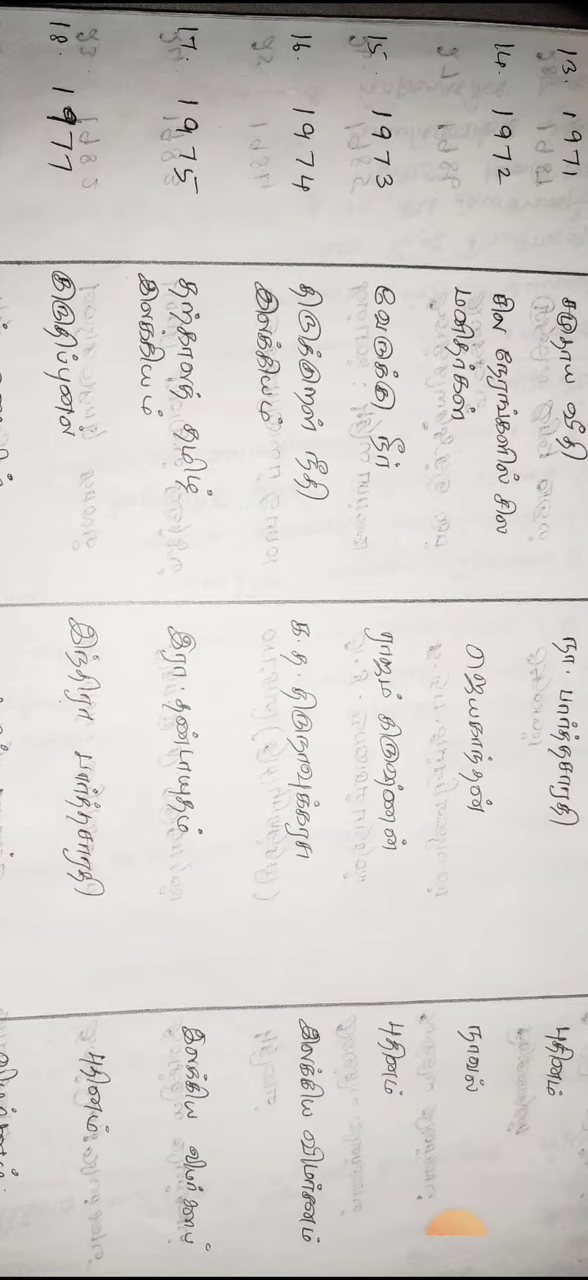 13. 1971 சமுதாய வீதி நா. பார்த்தசாரதி புதினம்
14. 1972 சில நேரங்களில் சில ஜெயகாந்தன் நாவல்
மனிதர்கள்
15. 1973 வேருக்கு நீர் ராஜம் கிருஷ்ணன் புதினம்
16. 1974 திருக்குறள் நீதி க.த. திருநாவுக்கரசு இலக்கிய விமர்சனம்
இலக்கியம்
17. 1975 தற்காலத் தமிழ் இரா. தண்டாயுதம் இலக்கிய விமர்சனம்
இலக்கியம்
18. 1977 குருதிப்புனல் இந்திரா பார்த்தசாரதி புதினம்